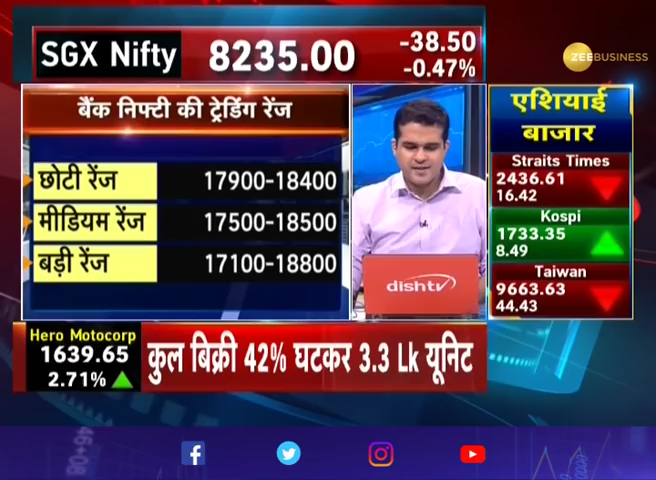 SGX Nifty 8235.00 -38.50
-0.47%
ZEEBUSINESS
बैंक निफ्टी की ट्रेडिंग रेंज
छोटी रेंज 17900-18400
मीडियम रेंज 17500-18500
बड़ी रेंज 17100-18800
dishtv
एशियाई
बाजार
Straits Times
2436.61
16.42
Kospi
1733.35
8.49
Taiwan
9663.63
44.43
Hero Motocorp
1639.65
2.71%
कुल बिक्री 42% घटकर 3.3 Lk यूनिट